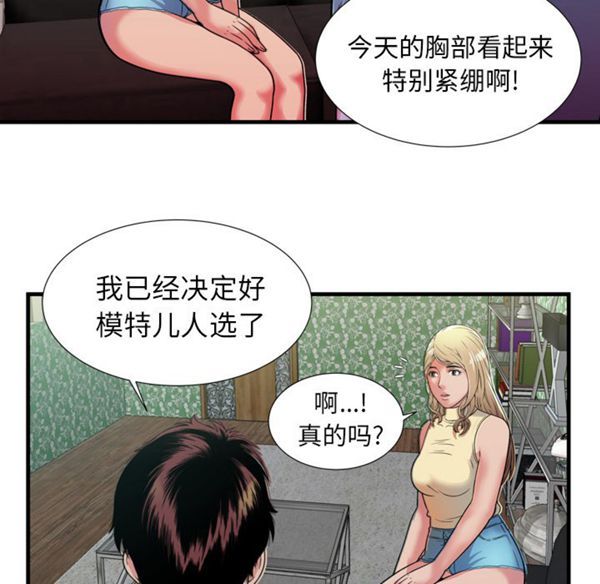 今天的胸部看起来
特别紧绷啊!
我已经决定好
模特儿人选了
啊...!
真的吗?